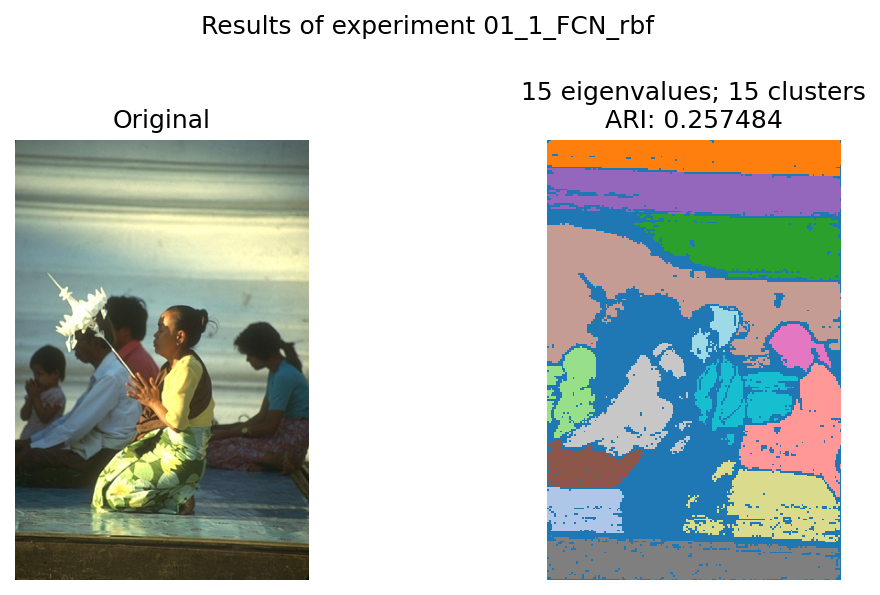 Results of experiment 01_1_FCN_rbf
Original
15 eigenvalues; 15 clusters
ARI: 0.257484